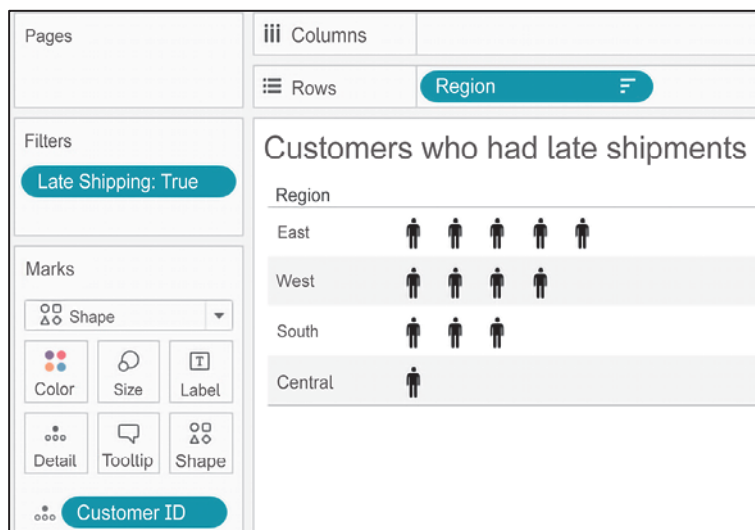 Pages
Columns
Rows
Region
Filters
Late Shipping: True
Customers who had late shipments
Region
East
West
South
Central
Marks
Shape
Color
Size
T
Label
Detail
Tooltip
Shape
Customer ID